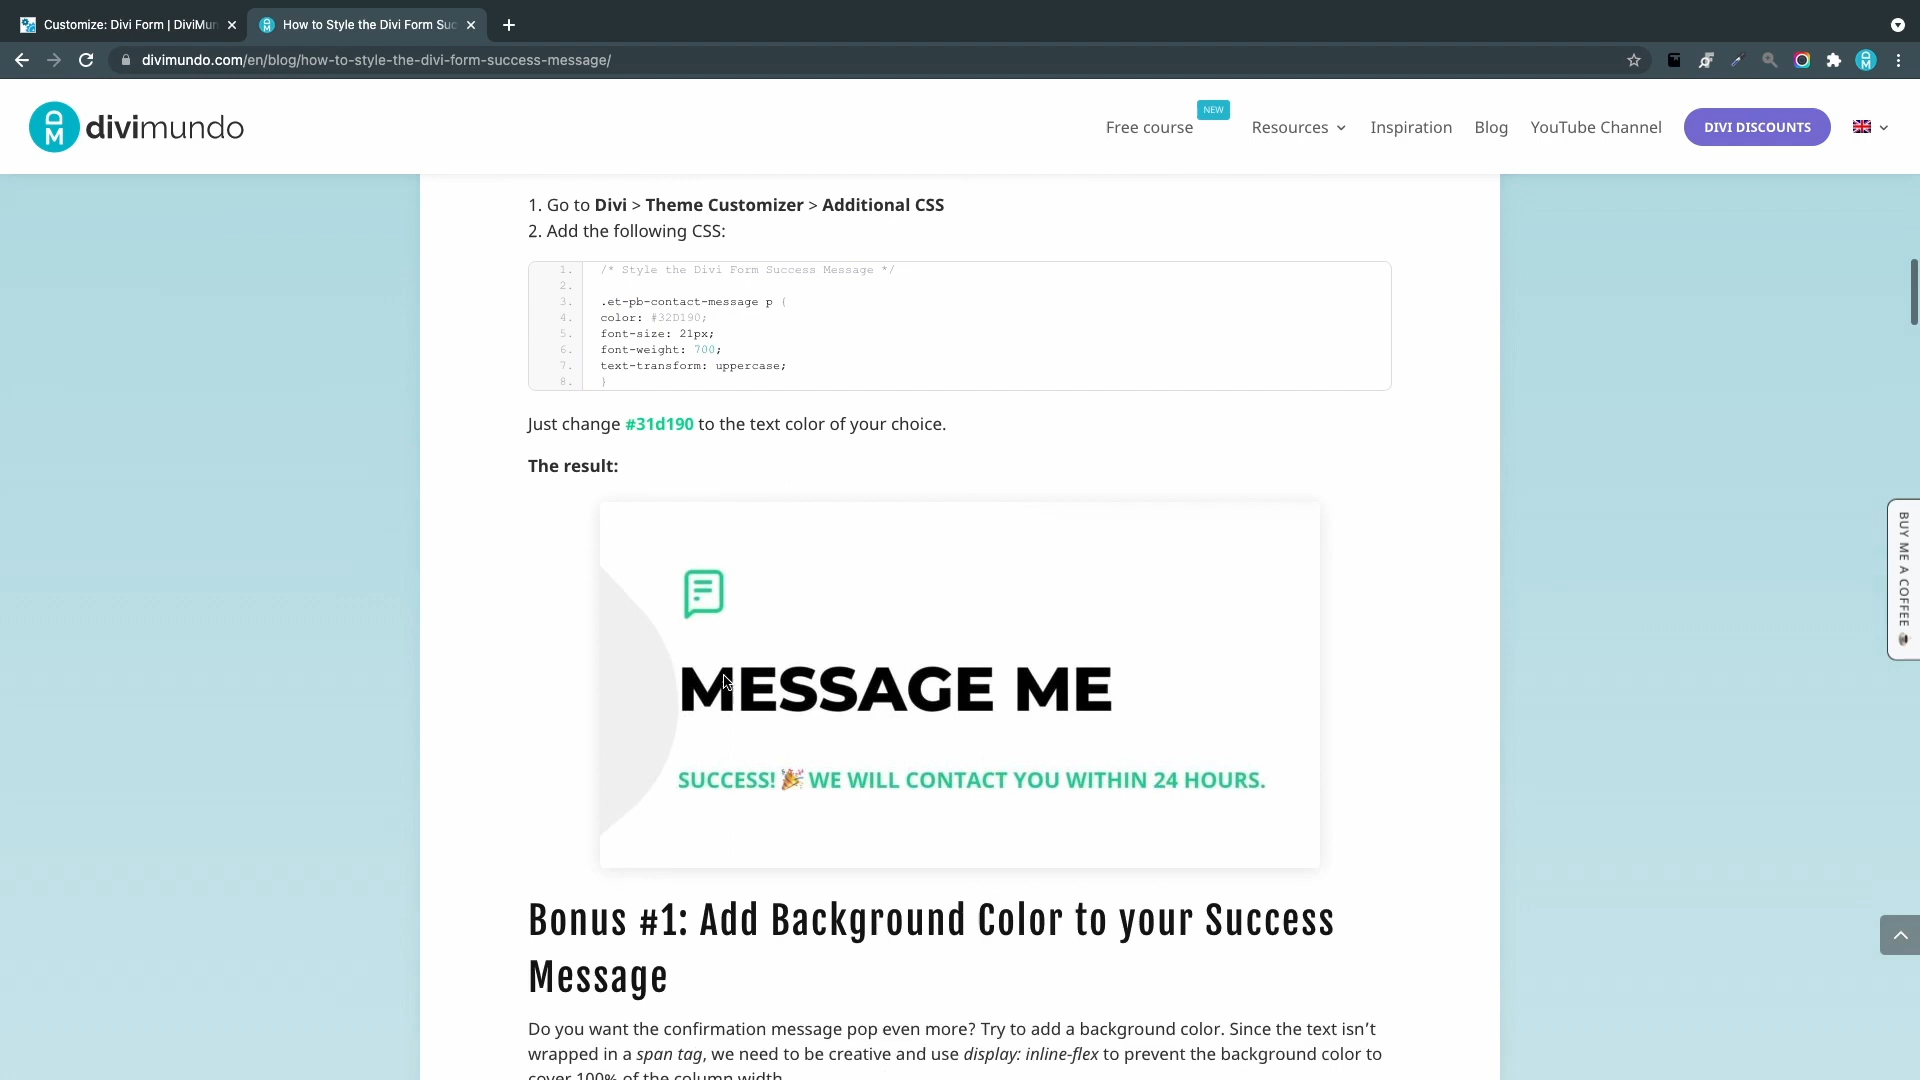 Customize: Divi Form | DiviMun
How to Style the Divi Form Suc
divimundo.com/en/blog/how-to-style-the-divi-form-success-message/
divimundo
Free course
NEW
Resources
Inspiration
Blog
YouTube Channel
DIVI DISCOUNTS
1. Go to Divi > Theme Customizer > Additional CSS
2. Add the following CSS:
1. /* Style the Divi Form Success Message */
2.
3. .et-pb-contact-message p {
4. color: #32D190;
5. font-size: 21px;
6. font-weight: 700;
7. text-transform: uppercase;
8. }
Just change #31d190 to the text color of your choice.
The result:
MESSAGE ME
SUCCESS! 🎉 WE WILL CONTACT YOU WITHIN 24 HOURS.
BUY ME A COFFEE
Bonus #1: Add Background Color to your Success
Message
Do you want the confirmation message pop even more? Try to add a background color. Since the text isn’t
wrapped in a span tag, we need to be creative and use display: inline-flex to prevent the background color to
cover 100% of the column width.